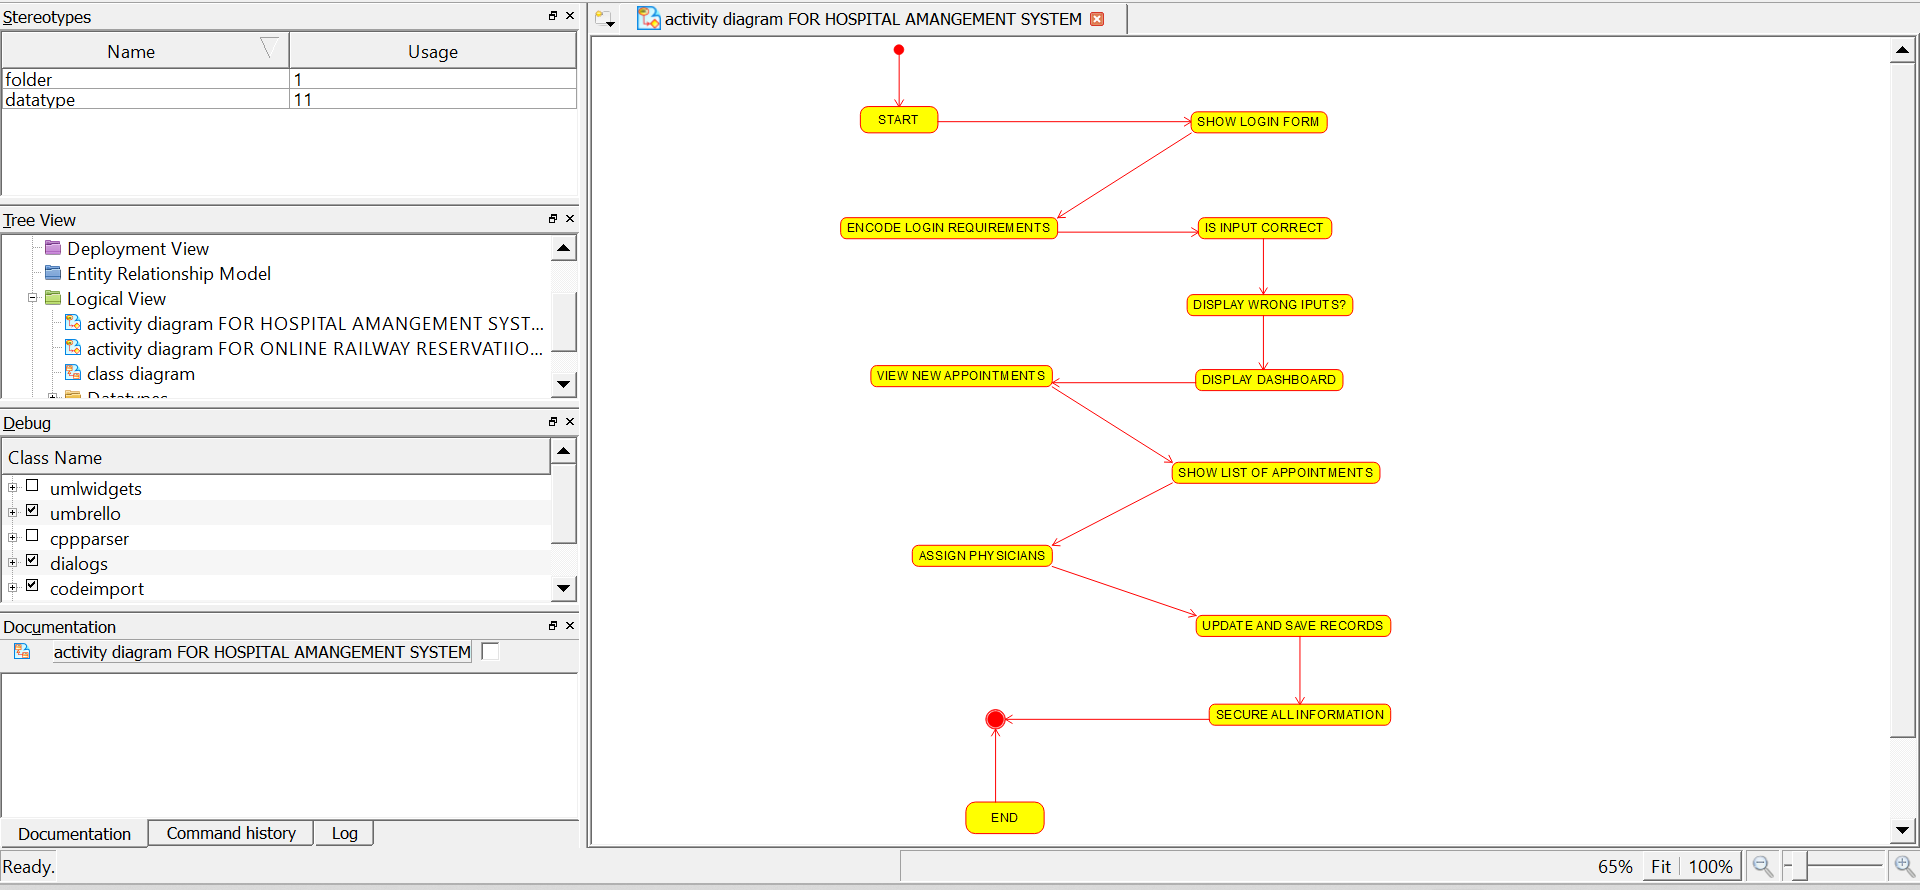 Stereotypes
Name Usage
folder 1
datatype 11
Tree View
Deployment View
Entity Relationship Model
Logical View
activity diagram FOR HOSPITAL AMANGEMENT SYST...
activity diagram FOR ONLINE RAILWAY RESERVATIIO...
class diagram
Datatypes
Debug
Class Name
umlwidgets
umbrello
cppparser
dialogs
codeimport
Documentation
activity diagram FOR HOSPITAL AMANGEMENT SYSTEM
Documentation Command history Log
Ready.
activity diagram FOR HOSPITAL AMANGEMENT SYSTEM
START
SHOW LOGIN FORM
ENCODE LOGIN REQUIREMENTS
IS INPUT CORRECT
DISPLAY WRONG IPUTS?
VIEW NEW APPOINTMENTS
DISPLAY DASHBOARD
SHOW LIST OF APPOINTMENTS
ASSIGN PHYSICIANS
UPDATE AND SAVE RECORDS
SECURE ALL INFORMATION
END
65% Fit 100%